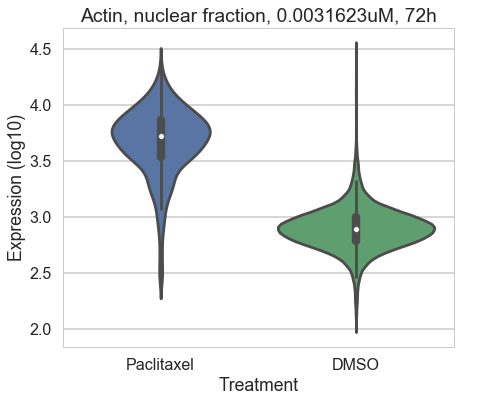 Actin, nuclear fraction, 0.0031623uM, 72h
Expression (log10)
4.5
4.0
3.5
3.0
2.5
2.0
Paclitaxel
DMSO
Treatment